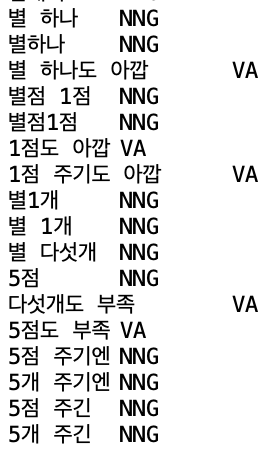 별 하나 NNG
별하나 NNG
별 하나도 아깝 VA
별점 1점 NNG
별점1점 NNG
1점도 아깝 VA
1점 주기도 아깝 VA
별1개 NNG
별 1개 NNG
별 다섯개 NNG
5점 NNG
다섯개도 부족 VA
5점도 부족 VA
5점 주기엔 NNG
5개 주기엔 NNG
5점 주긴 NNG
5개 주긴 NNG